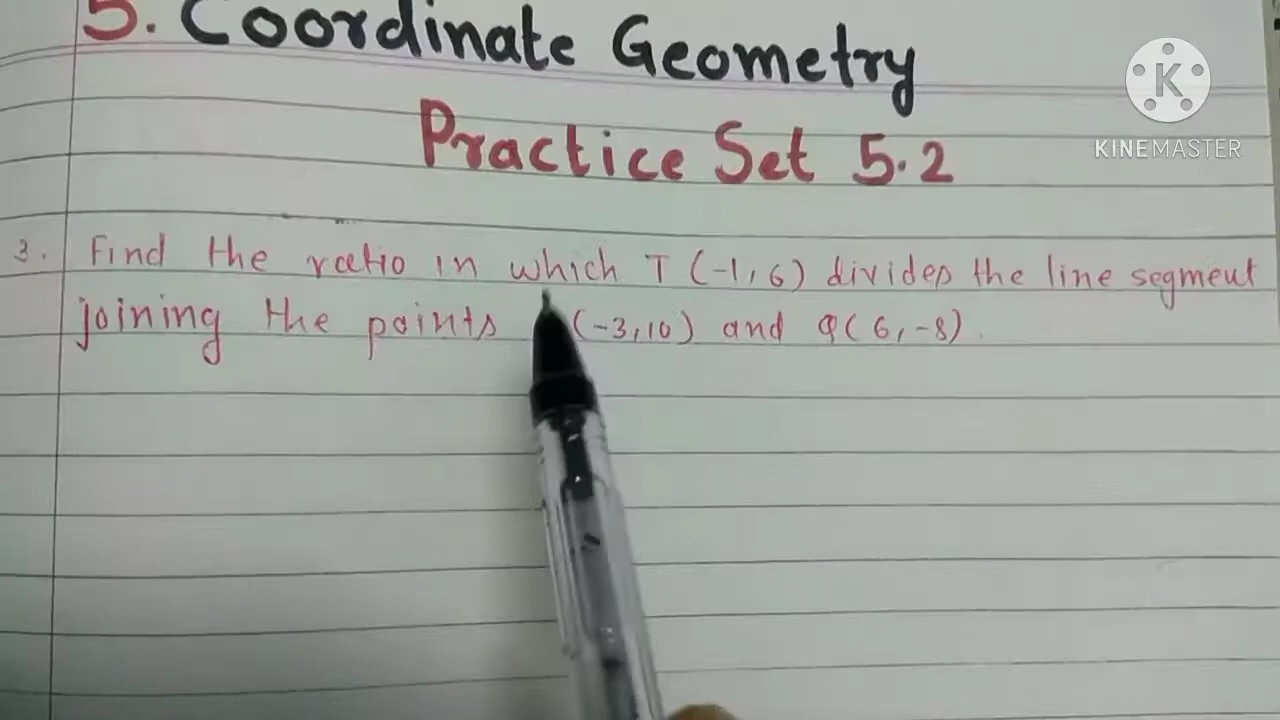 5. Coordinate Geometry
K
KINEMASTER
Practice Set 5.2
3. Find the ratio in which T (-1, 6) divides the line segment
joining the points (-3, 10) and Q( 6, -8).